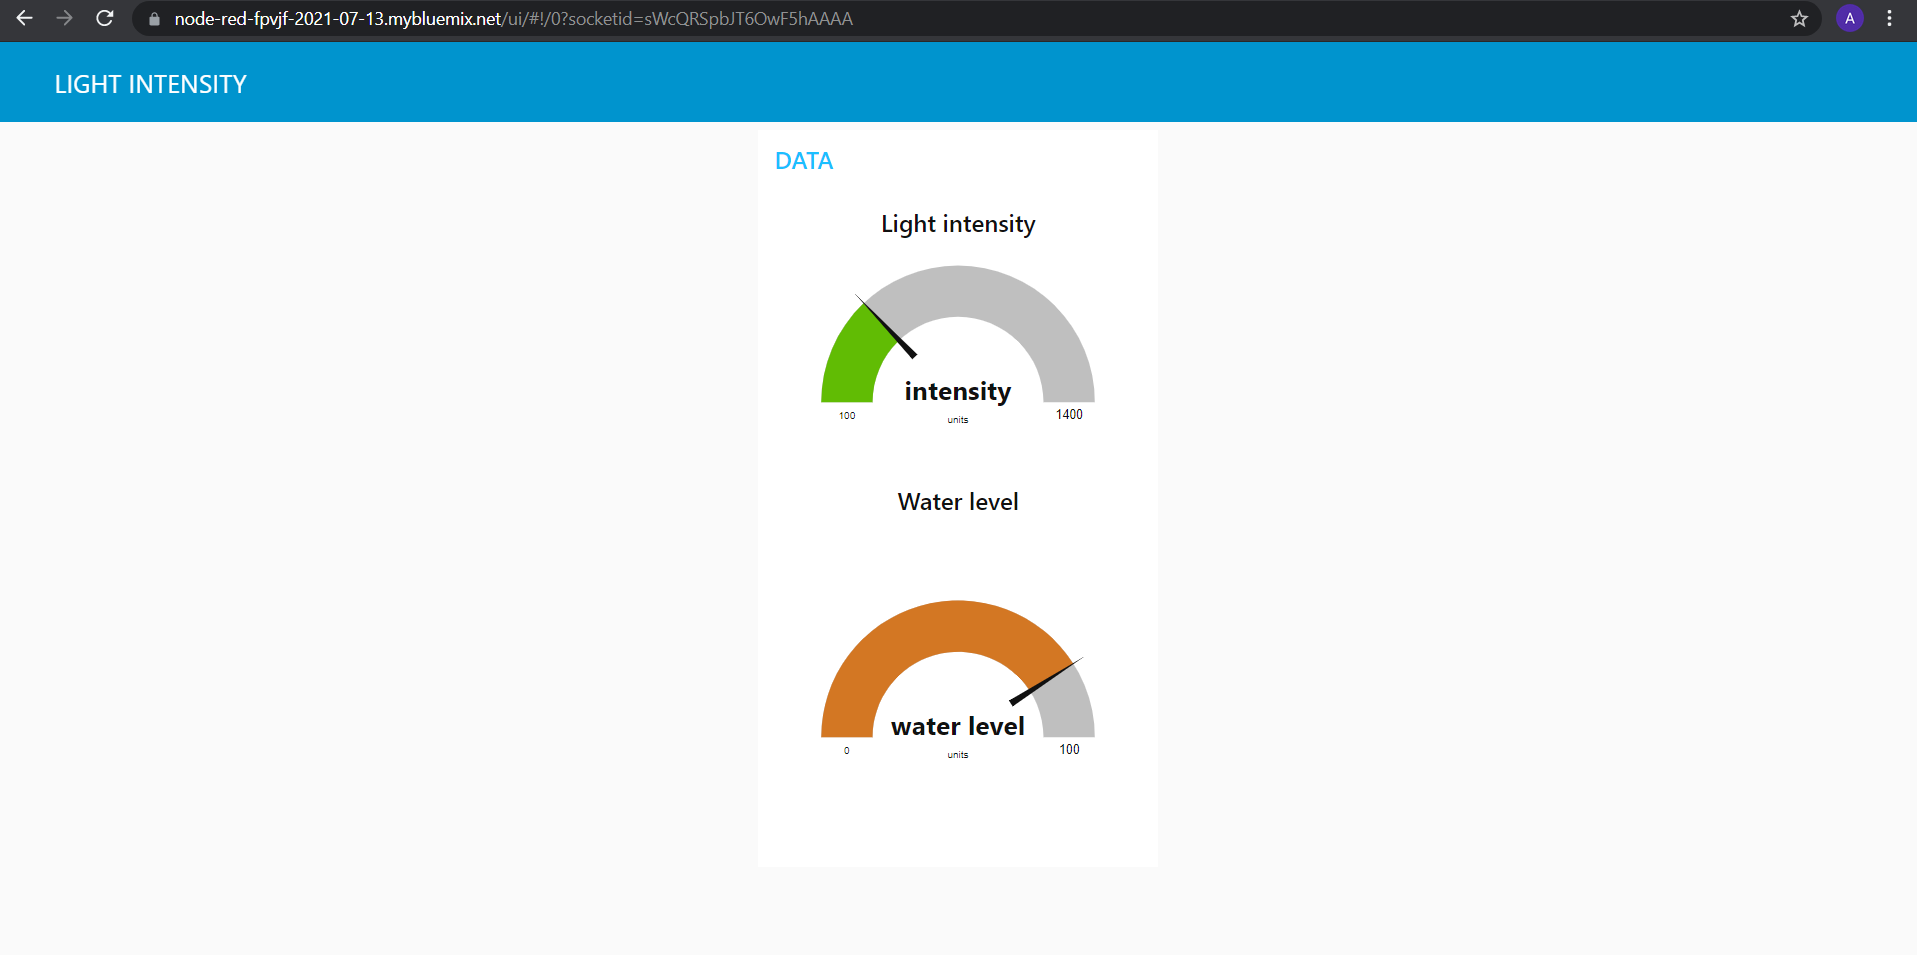 node-red-fpvjf-2021-07-13.mybluemix.net/ui/#!/0?socketid=sWcQRSpbJT6OwF5hAAAA
A
LIGHT INTENSITY
DATA
Light intensity
intensity
100
units
1400
Water level
water level
0
units
100